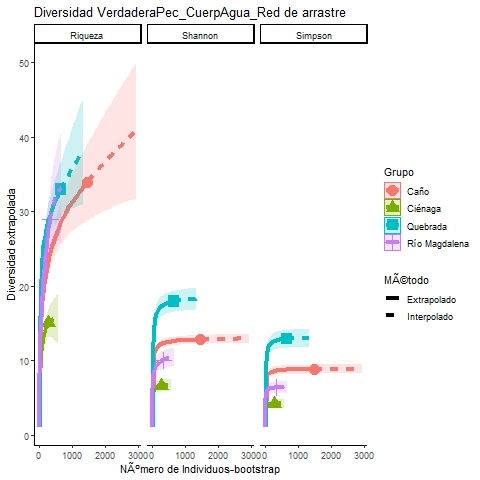 Diversidad VerdaderaPec_CuerpAgua_Red de arrastre
Riqueza
Shannon
Simpson
Diversidad extrapolada
50
40
30
20
10
0
0 1000 2000 3000
0 1000 2000 3000
0 1000 2000 3000
NÃºmero de Individuos-bootstrap
Grupo
Caño
Ciénaga
Quebrada
Río Magdalena
MÃ©todo
Extrapolado
Interpolado